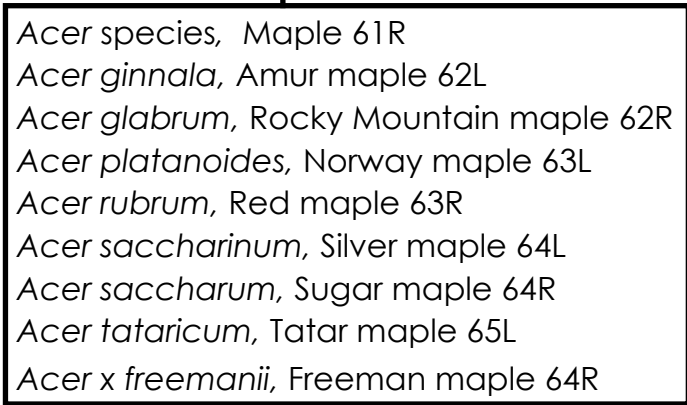 Acer species, Maple 61R
Acer ginnala, Amur maple 62L
Acer glabrum, Rocky Mountain maple 62R
Acer platanoides, Norway maple 63L
Acer rubrum, Red maple 63R
Acer saccharinum, Silver maple 64L
Acer saccharum, Sugar maple 64R
Acer tataricum, Tatar maple 65L
Acer x freemanii, Freeman maple 64R